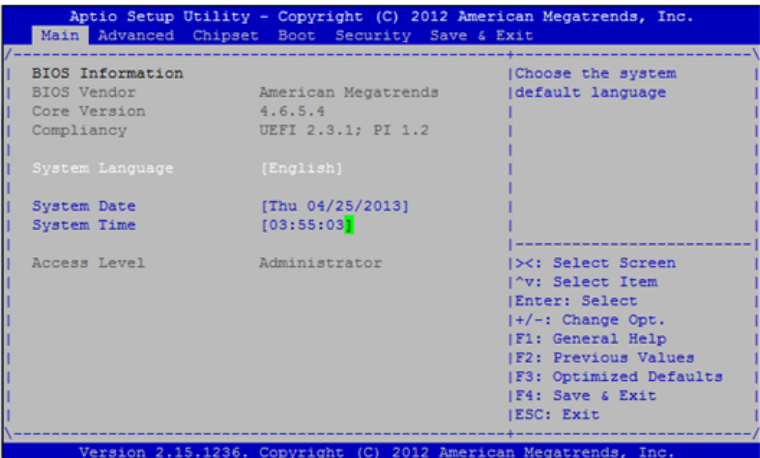 Aptio Setup Utility - Copyright (C) 2012 American Megatrends, Inc.
Main Advanced Chipset Boot Security Save & Exit
BIOS Information
BIOS Vendor American Megatrends
Core Version 4.6.5.4
Compliancy UEFI 2.3.1; PI 1.2
System Language [English]
System Date [Thu 04/25/2013]
System Time [03:55:03]
Access Level Administrator
Choose the system
default language
><: Select Screen
^v: Select Item
Enter: Select
+/-: Change Opt.
F1: General Help
F2: Previous Values
F3: Optimized Defaults
F4: Save & Exit
ESC: Exit
Version 2.15.1236. Copyright (C) 2012 American Megatrends, Inc.